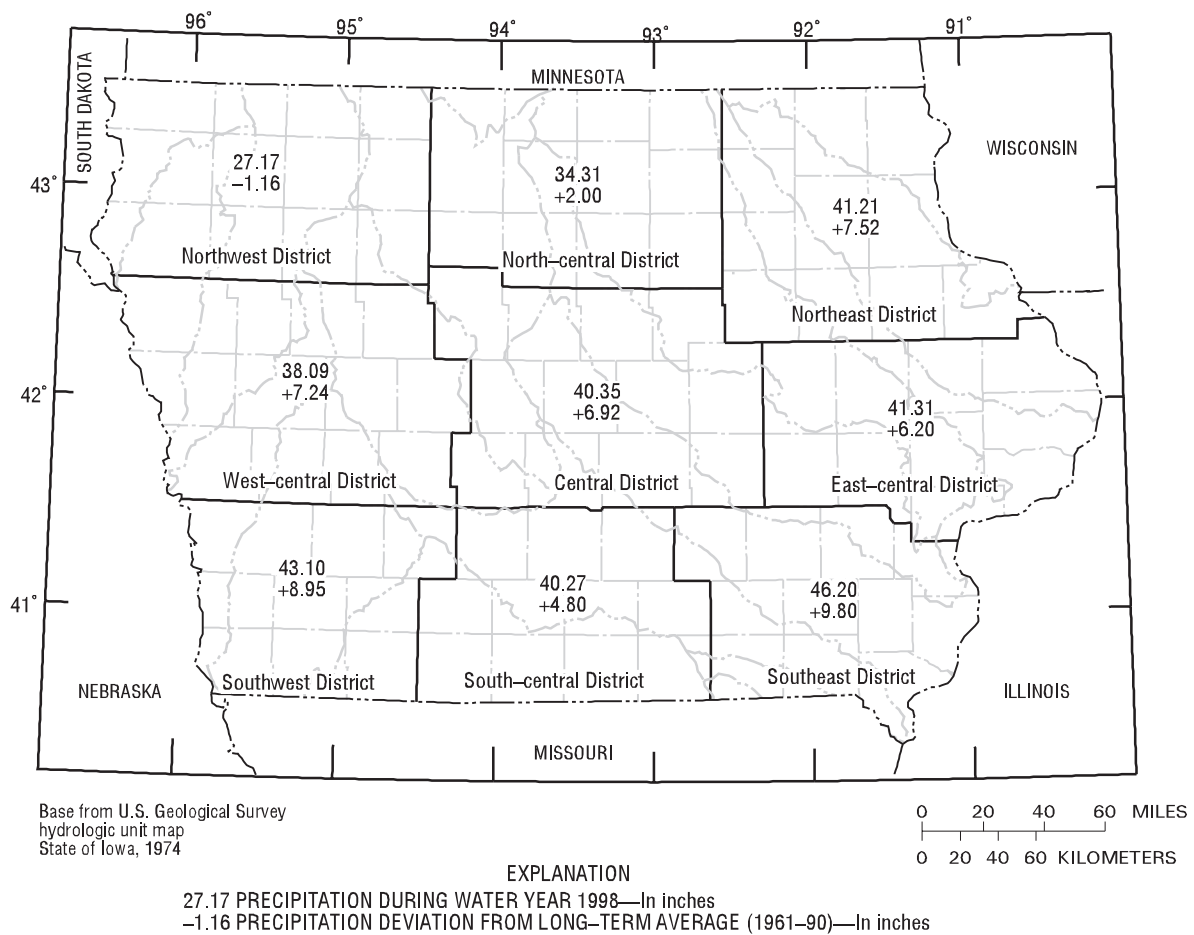 96° 95° 94° 93° 92° 91°
MINNESOTA
SOUTH DAKOTA
WISCONSIN
43°
27.17
–1.16
Northwest District
34.31
+2.00
North–central District
41.21
+7.52
Northeast District
42°
38.09
+7.24
West–central District
40.35
+6.92
Central District
41.31
+6.20
East–central District
41°
43.10
+8.95
Southwest District
40.27
+4.80
South–central District
46.20
+9.80
Southeast District
NEBRASKA
ILLINOIS
MISSOURI
Base from U.S. Geological Survey
hydrologic unit map
State of Iowa, 1974
0 20 40 60 MILES
0 20 40 60 KILOMETERS
EXPLANATION
27.17 PRECIPITATION DURING WATER YEAR 1998—In inches
–1.16 PRECIPITATION DEVIATION FROM LONG–TERM AVERAGE (1961–90)—In inches